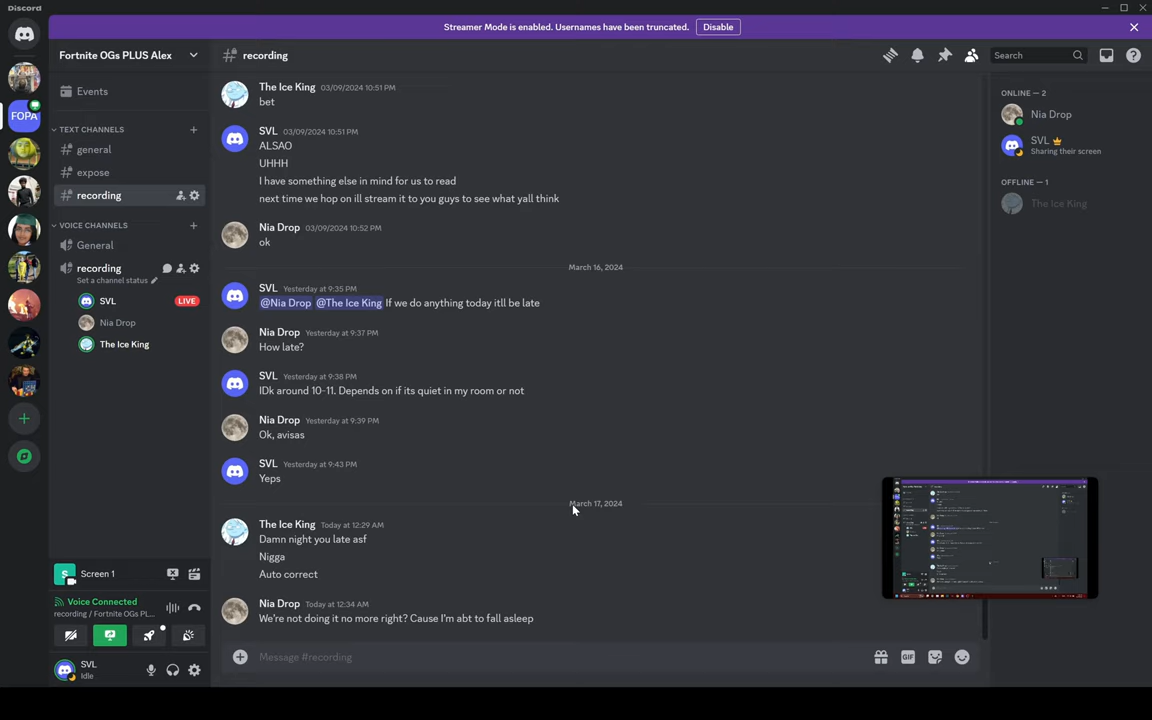 Discord
Streamer Mode is enabled. Usernames have been truncated.
Disable
Fortnite OGs PLUS Alex
recording
Search
FOPA
Events
TEXT CHANNELS
general
expose
recording
VOICE CHANNELS
General
recording
Set a channel status
SVL
LIVE
Nia Drop
The Ice King
The Ice King 03/09/2024 10:51 PM
bet
SVL 03/09/2024 10:51 PM
ALSAO
UHHH
I have something else in mind for us to read
next time we hop on ill stream it to you guys to see what yall think
Nia Drop 03/09/2024 10:52 PM
ok
March 16, 2024
SVL Yesterday at 9:35 PM
@Nia Drop @The Ice King If we do anything today itll be late
Nia Drop Yesterday at 9:37 PM
How late?
SVL Yesterday at 9:38 PM
IDk around 10-11. Depends on if its quiet in my room or not
Nia Drop Yesterday at 9:39 PM
Ok, avisas
SVL Yesterday at 9:43 PM
Yeps
March 17, 2024
The Ice King Today at 12:29 AM
Damn night you late asf
Nigga
Auto correct
Nia Drop Today at 12:34 AM
We're not doing it no more right? Cause I'm abt to fall asleep
Message #recording
GIF
ONLINE — 2
Nia Drop
SVL
Sharing their screen
OFFLINE — 1
The Ice King
S
Screen 1
Voice Connected
recording / Fortnite OGs PL...
SVL
Idle